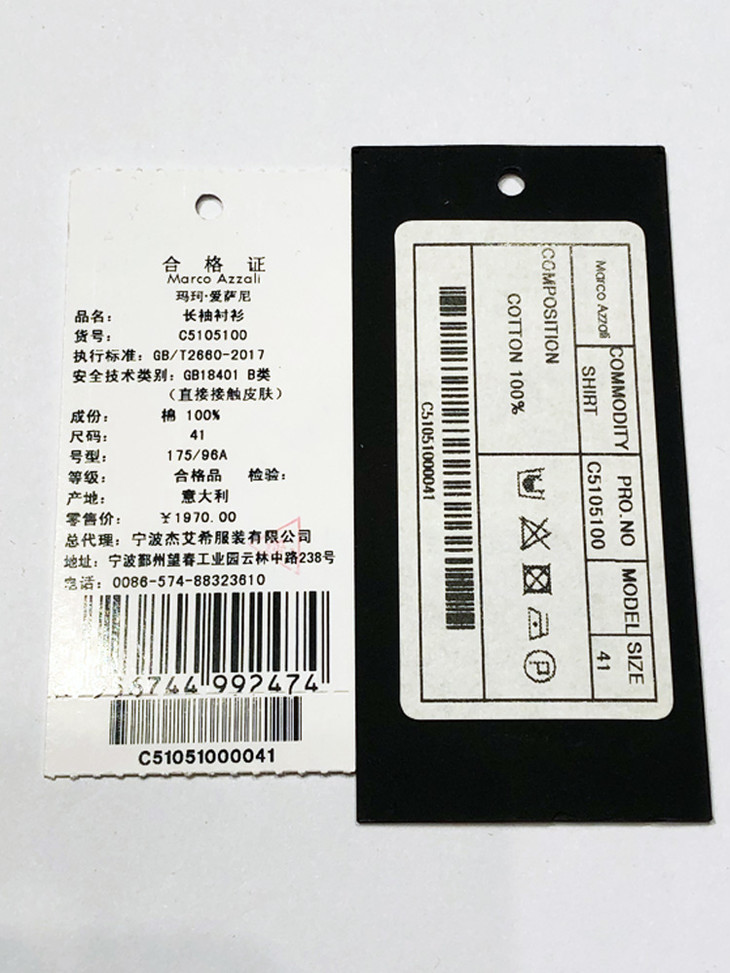 合 格 证
Marco Azzali
玛珂·爱萨尼
品名： 长袖衬衫
货号： C5105100
执行标准：GB/T2660-2017
安全技术类别：GB18401 B类
（直接接触皮肤）
成份： 棉 100%
尺码： 41
号型： 175/96A
等级： 合格品 检验：
产地： 意大利
零售价： ￥1970.00
总代理：宁波杰艾希服装有限公司
地址：宁波鄞州望春工业园云林中路238号
电话：0086-574-88323610
992474
C51051000041
Marco Azzali
COMMODITY PRO.NO MODEL SIZE
SHIRT C5105100 41
COMPOSITION
COTTON 100%
P
C51051000041